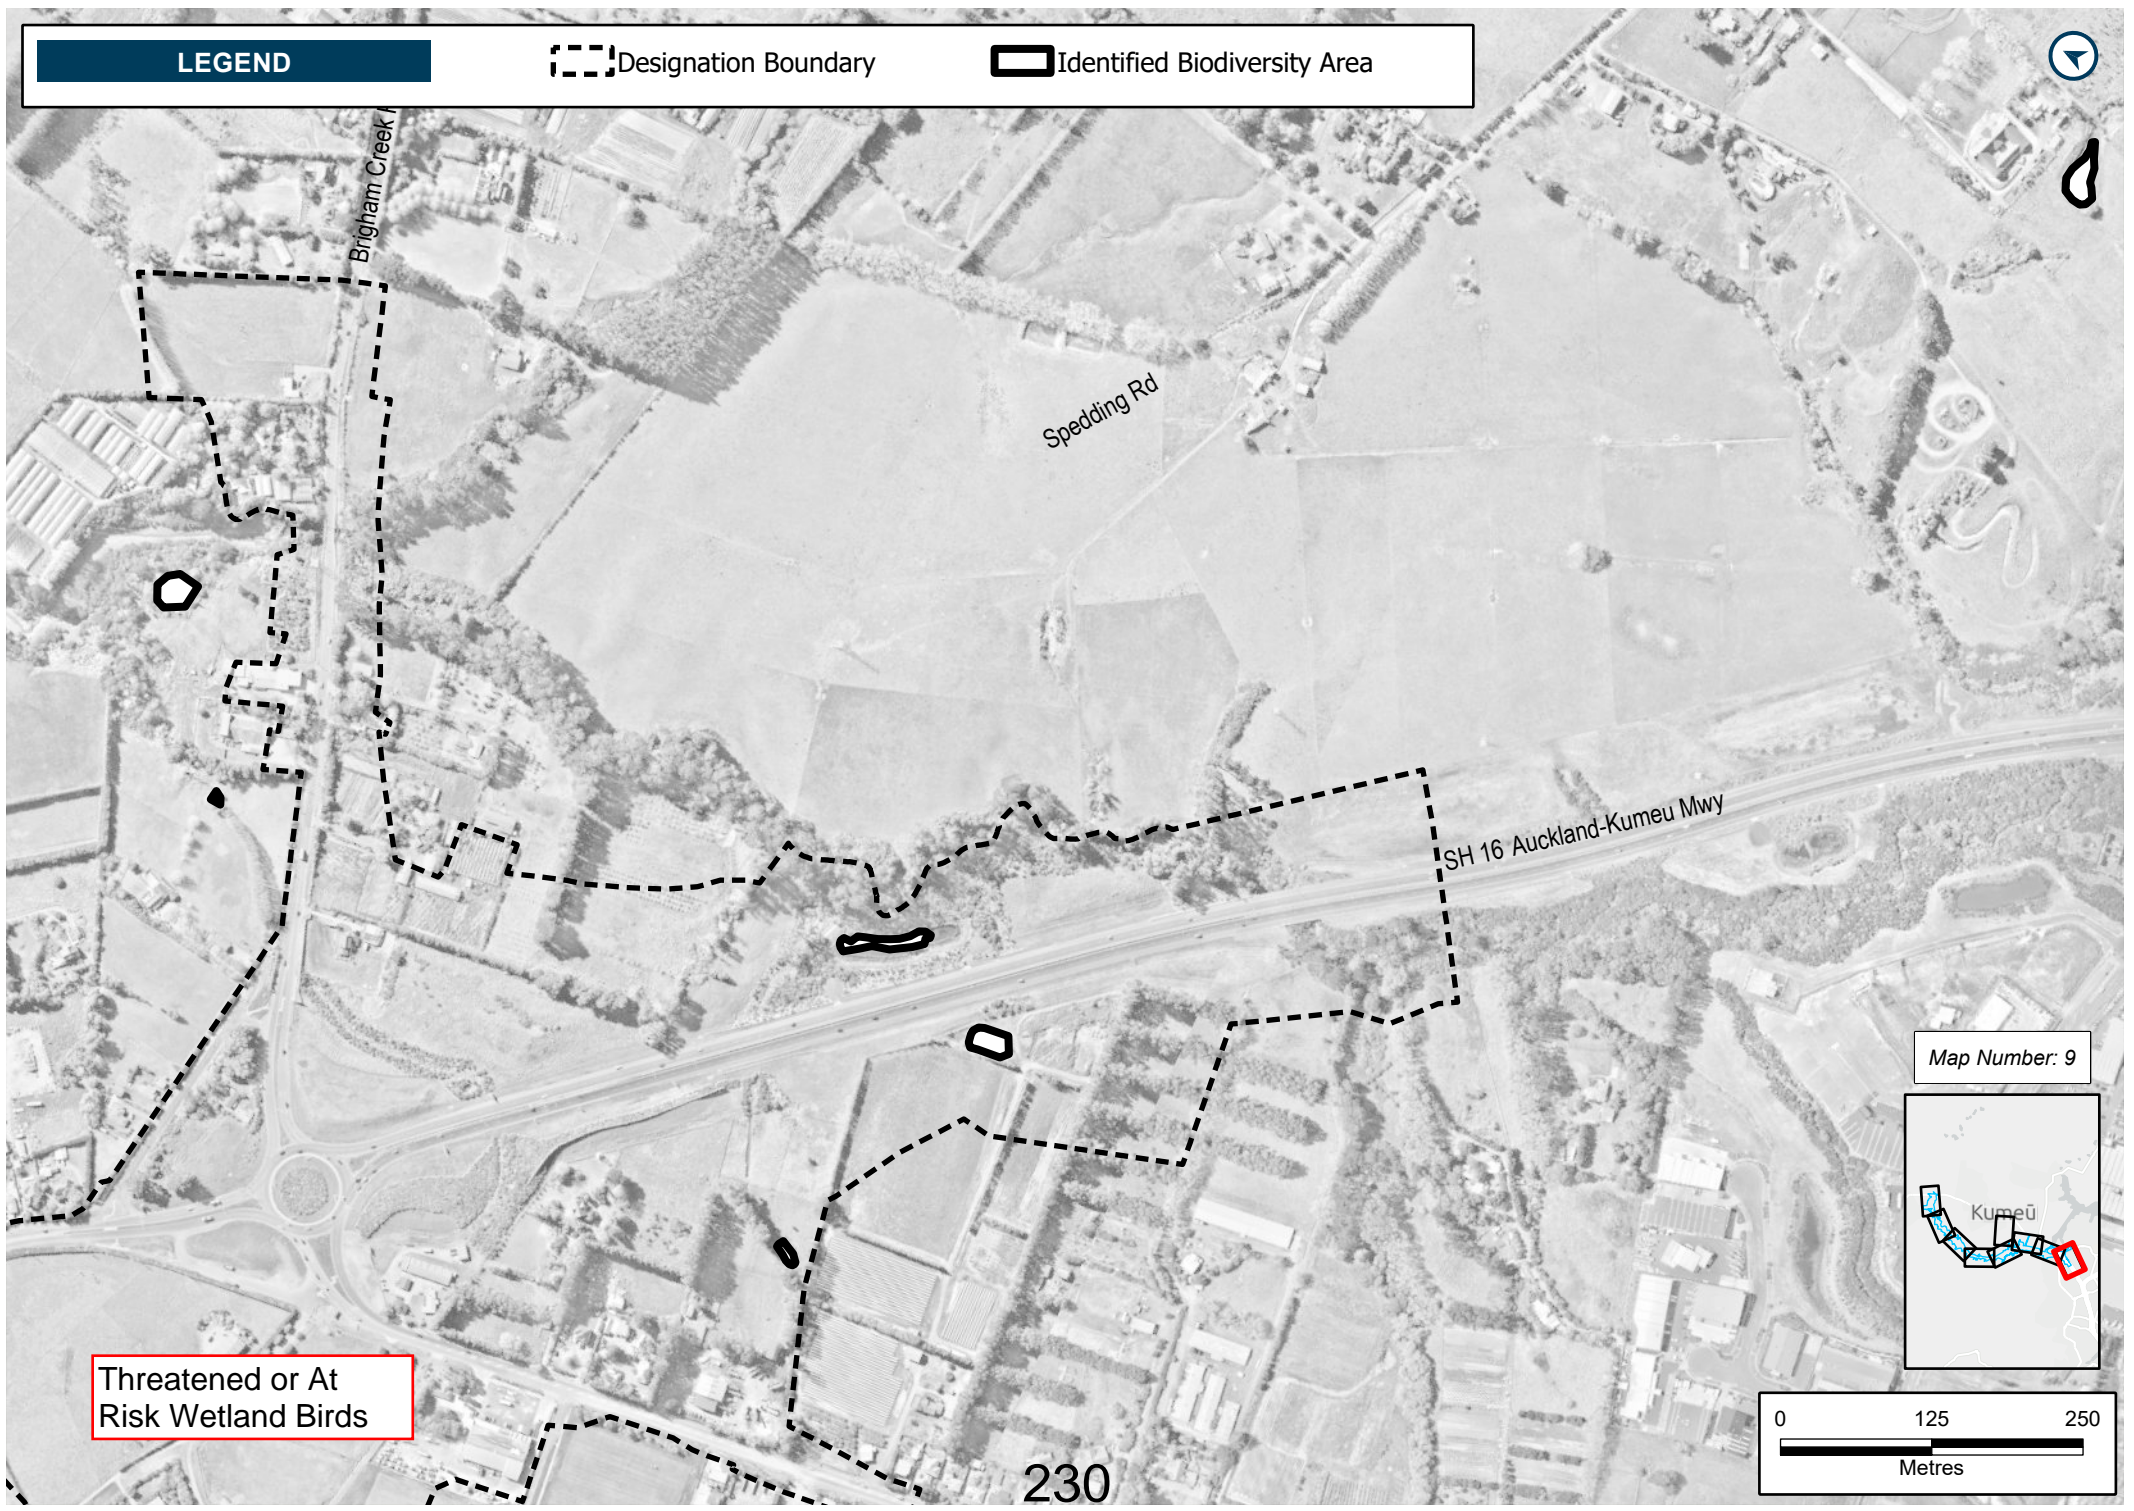 LEGEND
Designation Boundary
Identified Biodiversity Area
Brigham Creek
Spedding Rd
SH 16 Auckland-Kumeu Mwy
Map Number: 9
Kumeū
Threatened or At
Risk Wetland Birds
0 125 250
Metres
230